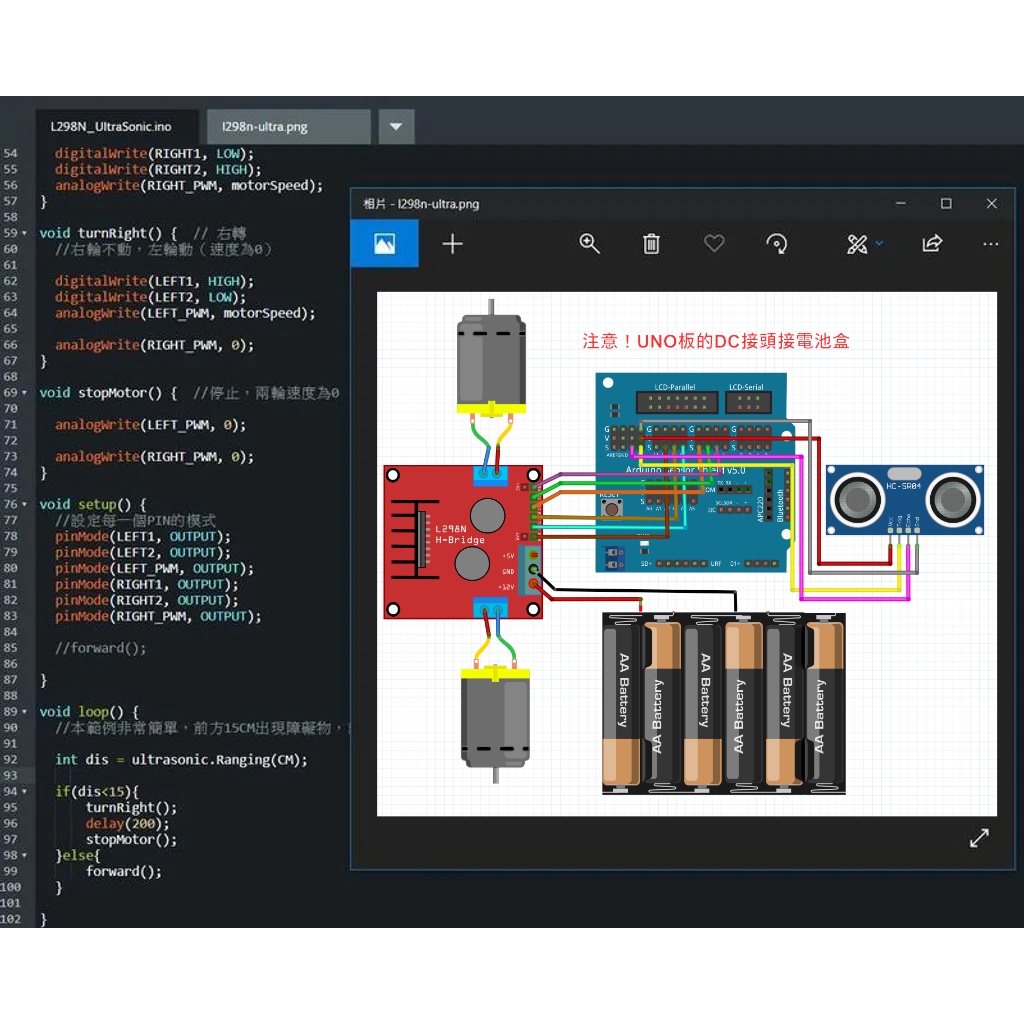 L298N_UltraSonic.ino
l298n-ultra.png
54 digitalWrite(RIGHT1, LOW);
55 digitalWrite(RIGHT2, HIGH);
56 analogWrite(RIGHT_PWM, motorSpeed);
57 }
58
59 void turnRight() { // 右轉
60 //右輪不動,左輪動(速度為0)
61
62 digitalWrite(LEFT1, HIGH);
63 digitalWrite(LEFT2, LOW);
64 analogWrite(LEFT_PWM, motorSpeed);
65
66 analogWrite(RIGHT_PWM, 0);
67 }
68
69 void stopMotor() { //停止,兩輪速度為0
70
71 analogWrite(LEFT_PWM, 0);
72
73 analogWrite(RIGHT_PWM, 0);
74 }
75
76 void setup() {
77 //設定每一個PIN的模式
78 pinMode(LEFT1, OUTPUT);
79 pinMode(LEFT2, OUTPUT);
80 pinMode(LEFT_PWM, OUTPUT);
81 pinMode(RIGHT1, OUTPUT);
82 pinMode(RIGHT2, OUTPUT);
83 pinMode(RIGHT_PWM, OUTPUT);
84
85 //forward();
86
87 }
88
89 void loop() {
90 //本範例非常簡單,前方15CM出現障礙物,
91
92 int dis = ultrasonic.Ranging(CM);
93
94 if(dis<15){
95 turnRight();
96 delay(200);
97 stopMotor();
98 }else{
99 forward();
100 }
101
102 }
相片 - l298n-ultra.png
注意!UNO板的DC接頭接電池盒
LCD-Parallel
LCD-Serial
G
V
S
G
S
G
S
G
S
AREFGND
Arduino Sensor Shield v5.0
RESET
COM
IIC
APC220
Bluetooth
SD+
URF
L298N
H-Bridge
+5V
GND
+12V
HC-SR04
Vcc
Trig
Echo
Gnd
AA Battery
AA Battery
AA Battery
AA Battery
AA Battery
AA Battery